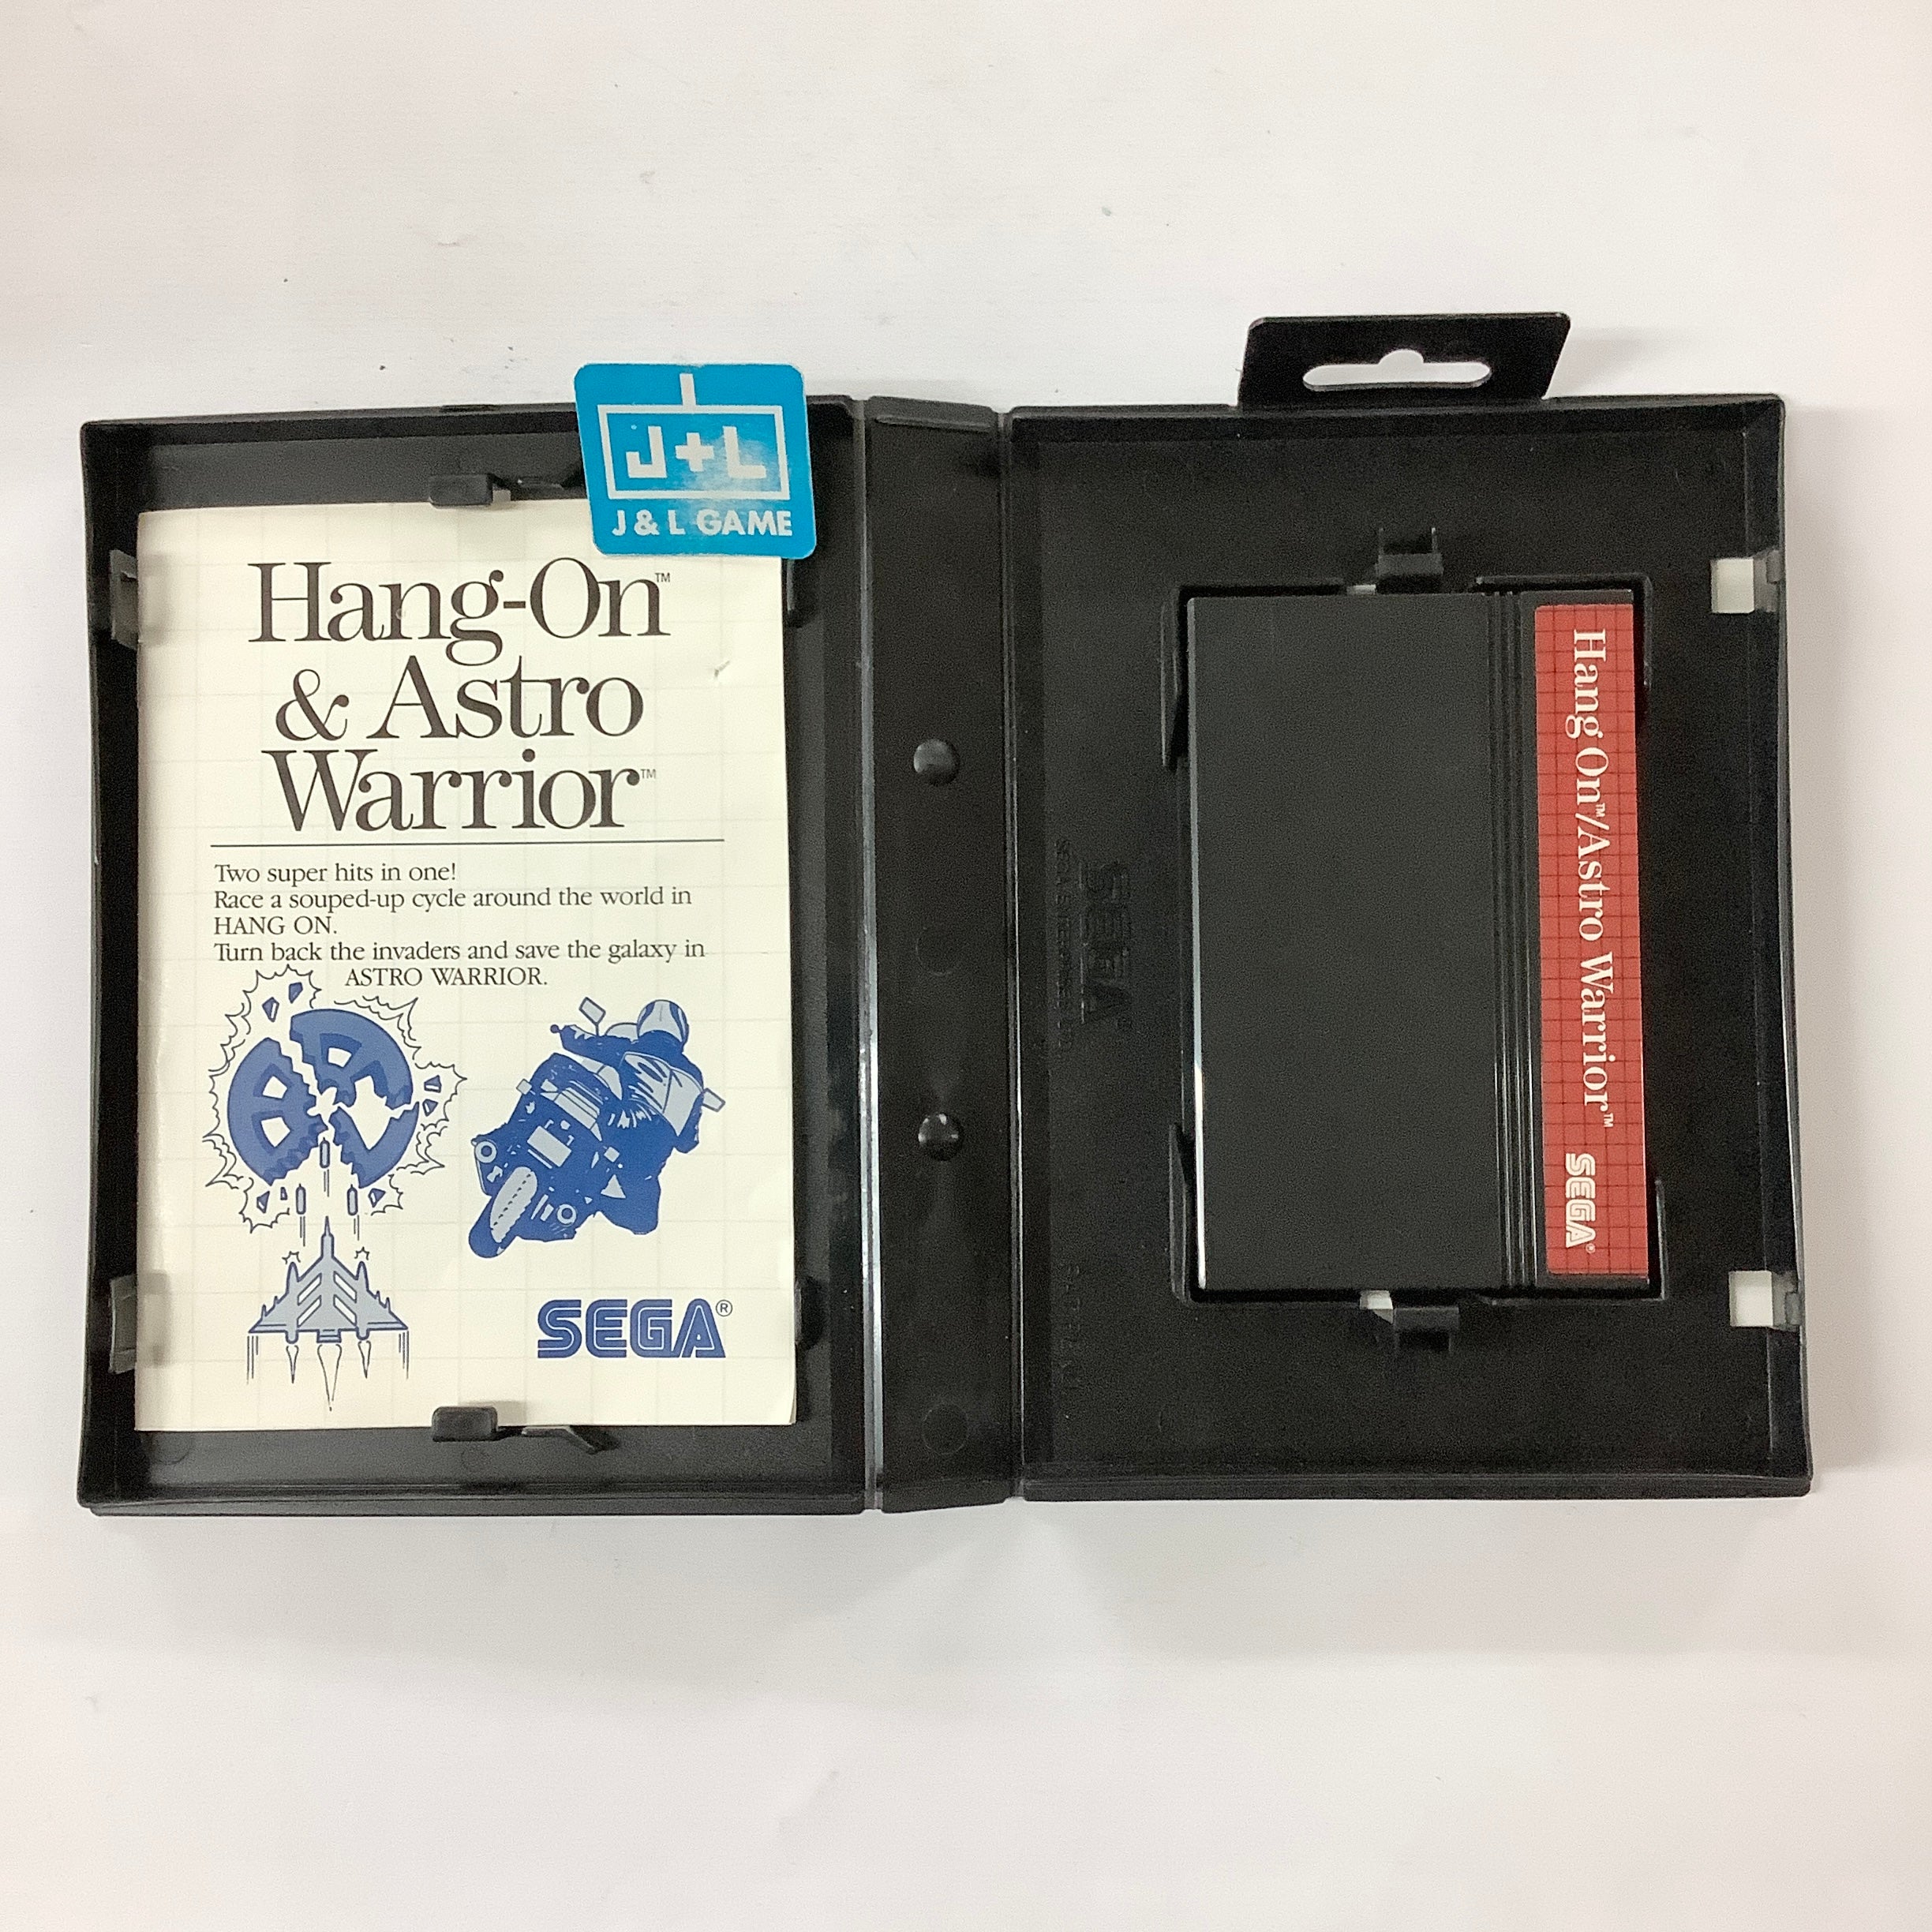 J+L
J & L GAME
Hang-On™
& Astro
Warrior™
Two super hits in one!
Race a souped-up cycle around the world in
HANG ON.
Turn back the invaders and save the galaxy in
ASTRO WARRIOR.
SEGA®
SEGA®
Hang On™/Astro Warrior™ SEGA®